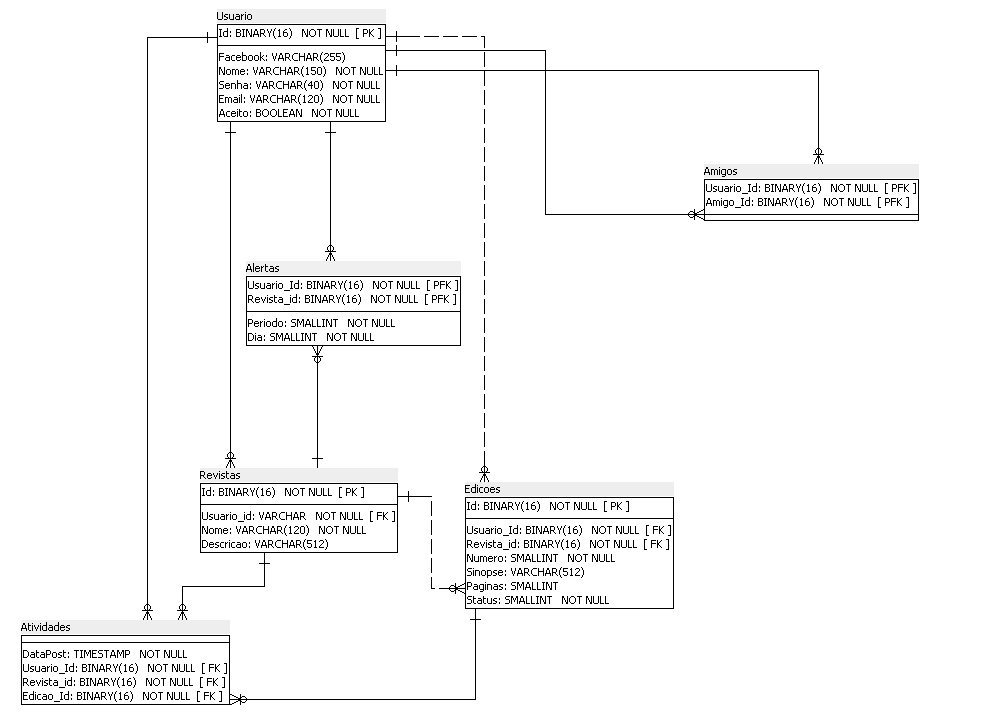 Usuario
Id: BINARY(16) NOT NULL [ PK ]
Facebook: VARCHAR(255)
Nome: VARCHAR(150) NOT NULL
Senha: VARCHAR(40) NOT NULL
Email: VARCHAR(120) NOT NULL
Aceito: BOOLEAN NOT NULL
Amigos
Usuario_Id: BINARY(16) NOT NULL [ PFK ]
Amigo_Id: BINARY(16) NOT NULL [ PFK ]
Alertas
Usuario_Id: BINARY(16) NOT NULL [ PFK ]
Revista_id: BINARY(16) NOT NULL [ PFK ]
Periodo: SMALLINT NOT NULL
Dia: SMALLINT NOT NULL
Revistas
Id: BINARY(16) NOT NULL [ PK ]
Usuario_id: VARCHAR NOT NULL [ FK ]
Nome: VARCHAR(120) NOT NULL
Descricao: VARCHAR(512)
Edicoes
Id: BINARY(16) NOT NULL [ PK ]
Usuario_Id: BINARY(16) NOT NULL [ FK ]
Revista_id: BINARY(16) NOT NULL [ FK ]
Numero: SMALLINT NOT NULL
Sinopse: VARCHAR(512)
Paginas: SMALLINT
Status: SMALLINT NOT NULL
Atividades
DataPost: TIMESTAMP NOT NULL
Usuario_Id: BINARY(16) NOT NULL [ FK ]
Revista_id: BINARY(16) NOT NULL [ FK ]
Edicao_Id: BINARY(16) NOT NULL [ FK ]